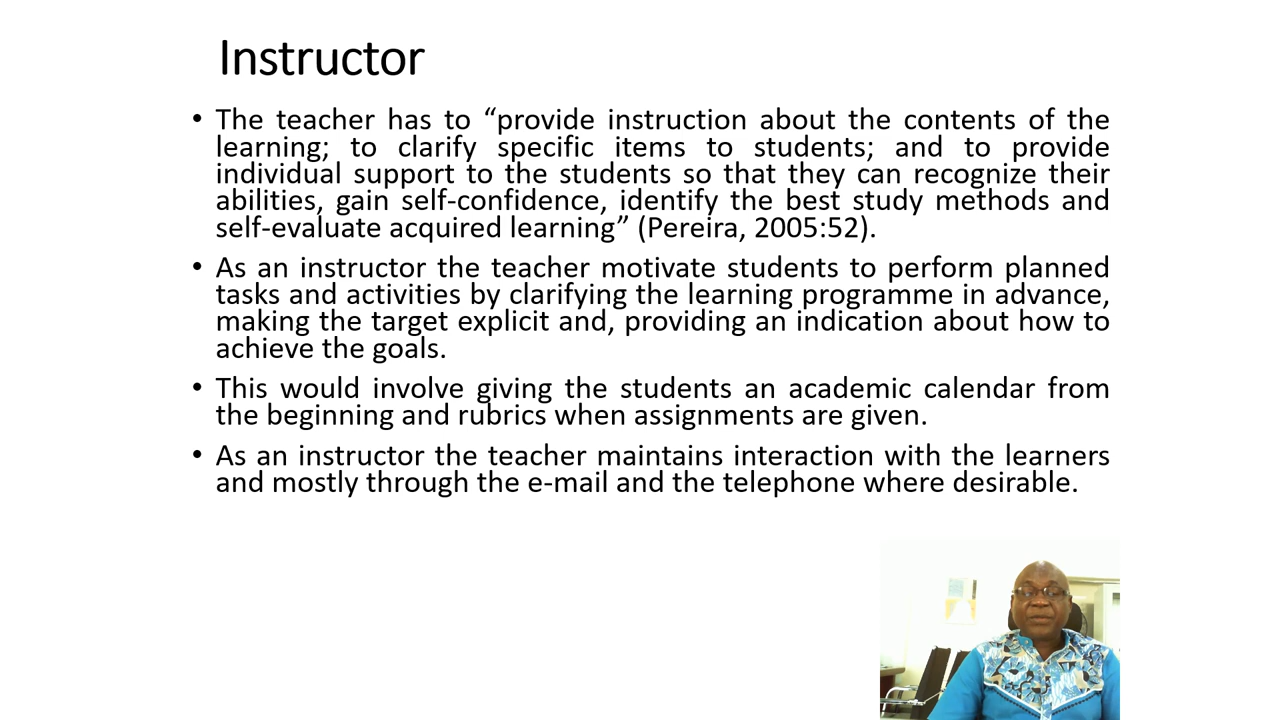 Instructor
• The teacher has to “provide instruction about the contents of the
learning; to clarify specific items to students; and to provide
individual support to the students so that they can recognize their
abilities, gain self-confidence, identify the best study methods and
self-evaluate acquired learning” (Pereira, 2005:52).
• As an instructor the teacher motivate students to perform planned
tasks and activities by clarifying the learning programme in advance,
making the target explicit and, providing an indication about how to
achieve the goals.
• This would involve giving the students an academic calendar from
the beginning and rubrics when assignments are given.
• As an instructor the teacher maintains interaction with the learners
and mostly through the e-mail and the telephone where desirable.